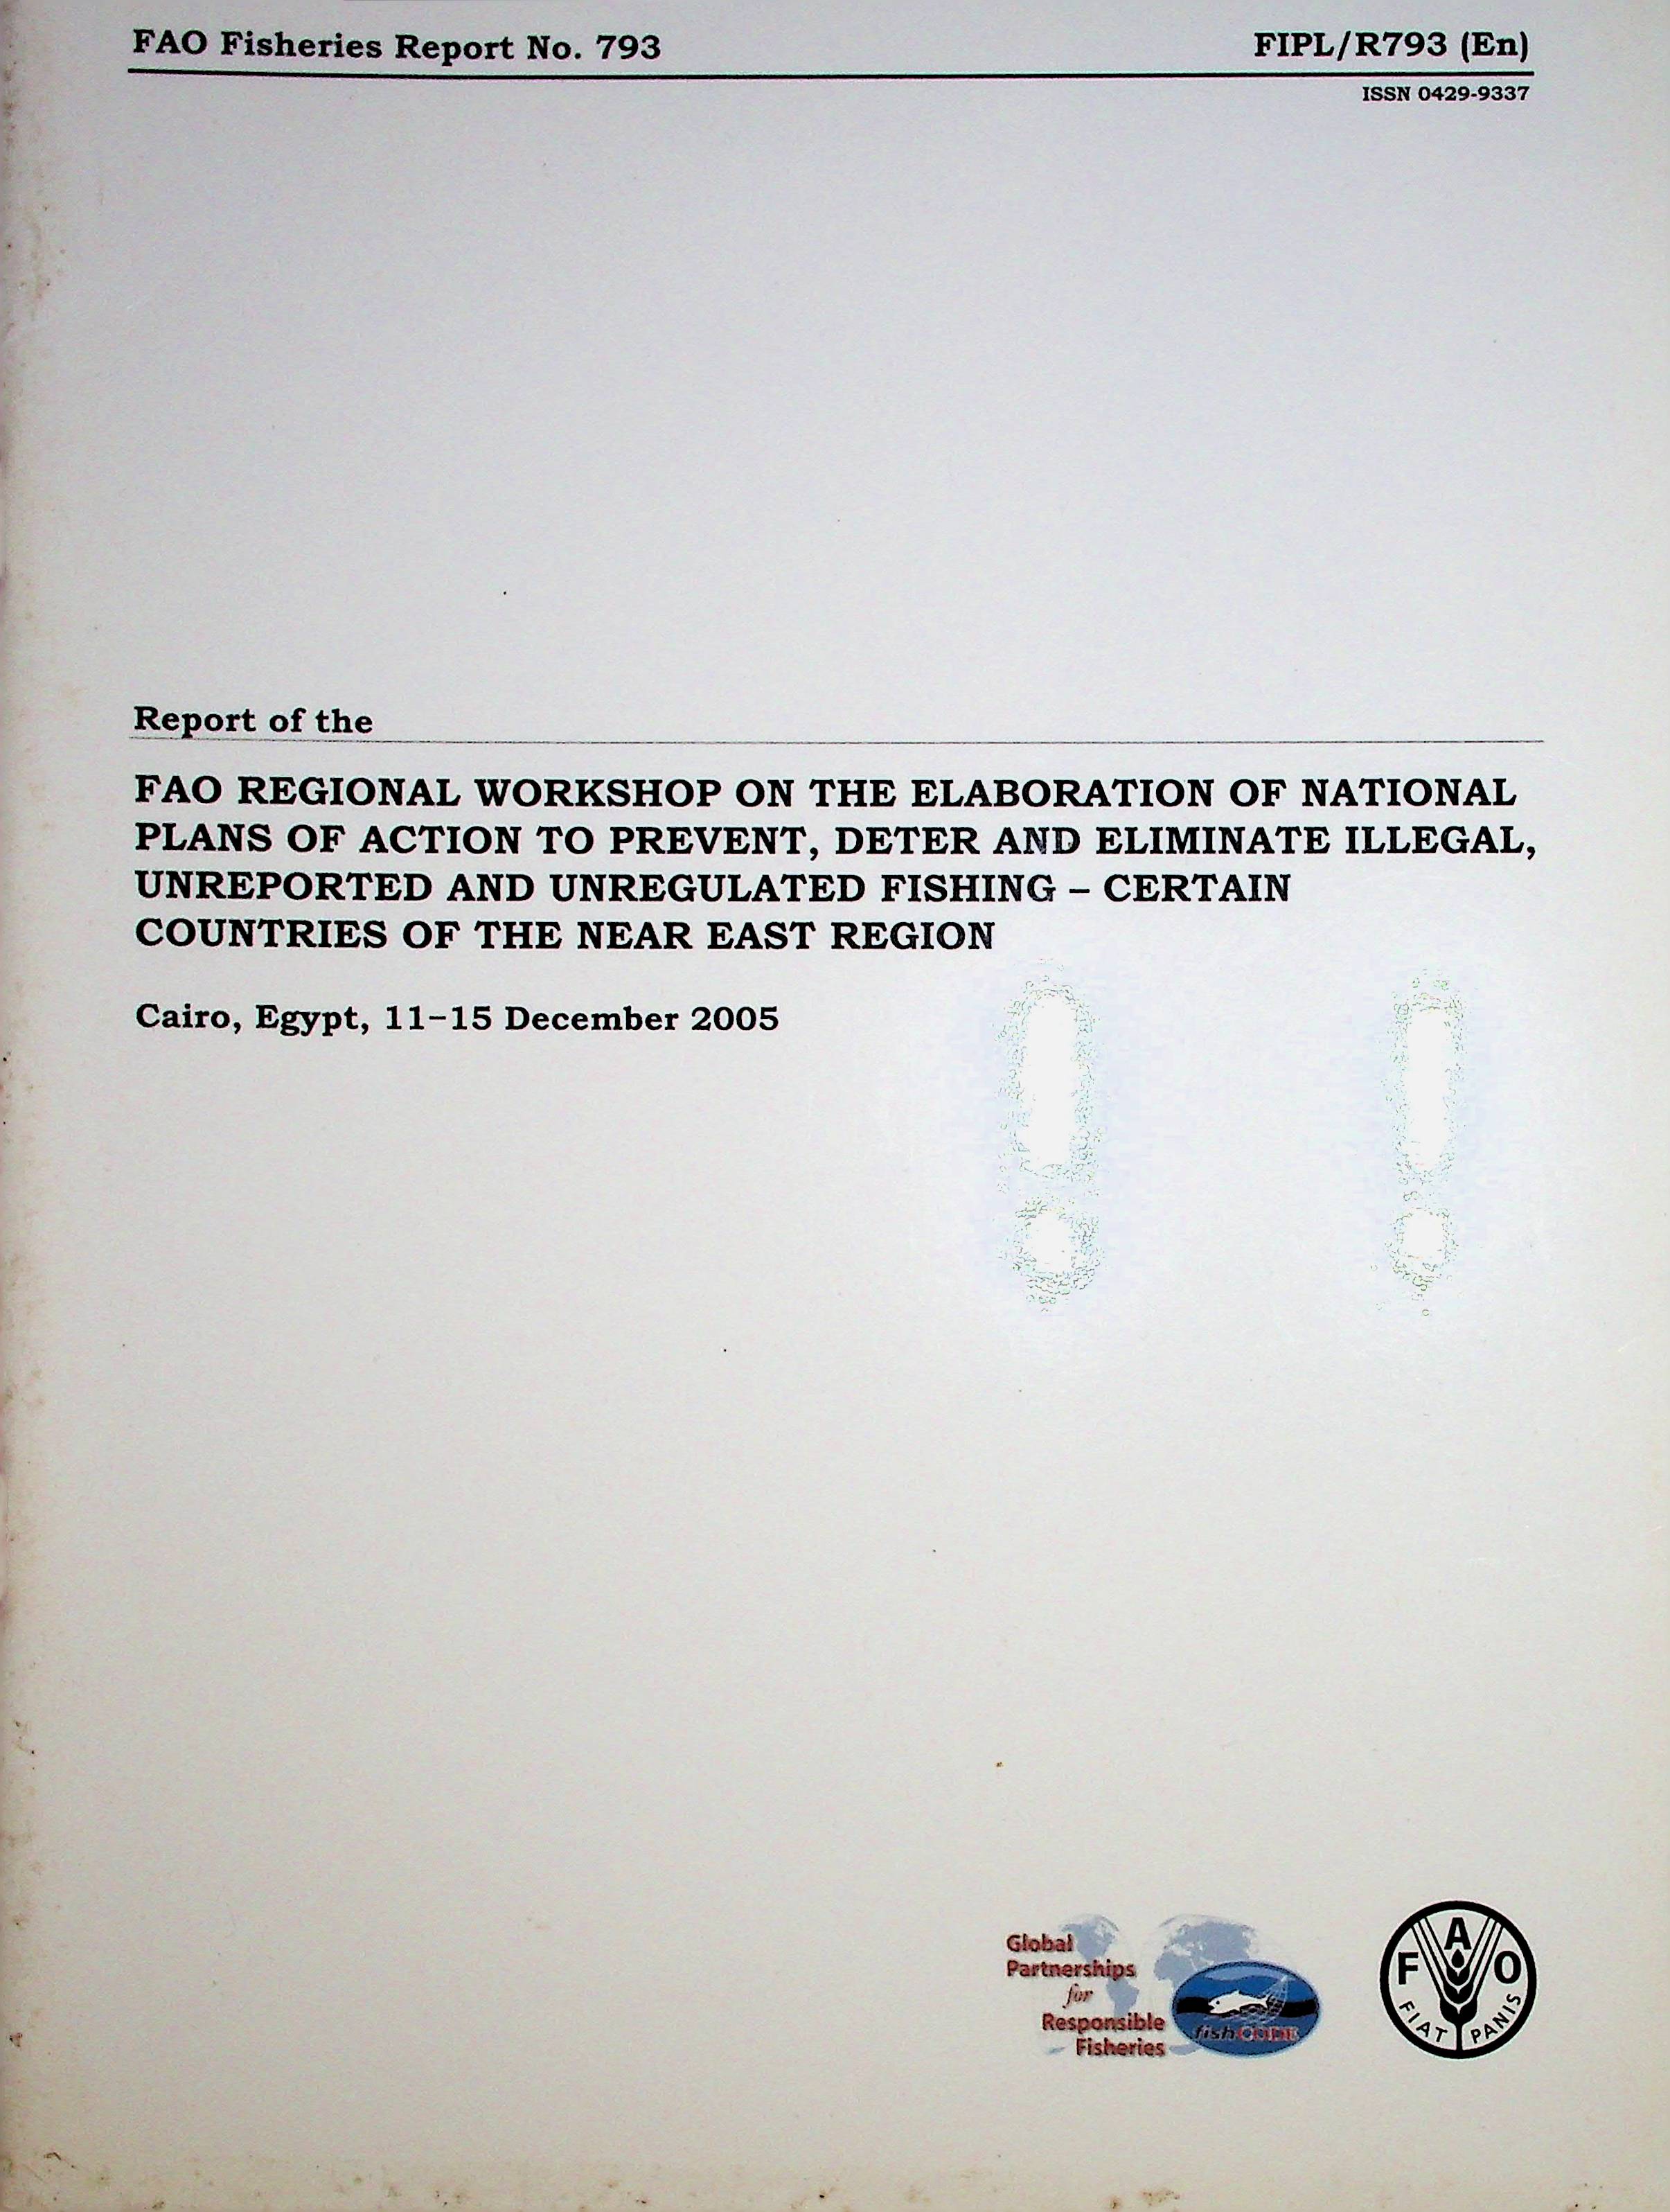 FAO Fisheries Report No. 793
FIPL/R793 (En)
ISSN 0429-9337
Report of the
FAO REGIONAL WORKSHOP ON THE ELABORATION OF NATIONAL
PLANS OF ACTION TO PREVENT, DETER AND ELIMINATE ILLEGAL,
UNREPORTED AND UNREGULATED FISHING – CERTAIN
COUNTRIES OF THE NEAR EAST REGION
Cairo, Egypt, 11–15 December 2005
Global
Partnerships
for
Responsible
Fisheries
fishCODE
F A O
FIAT PANIS